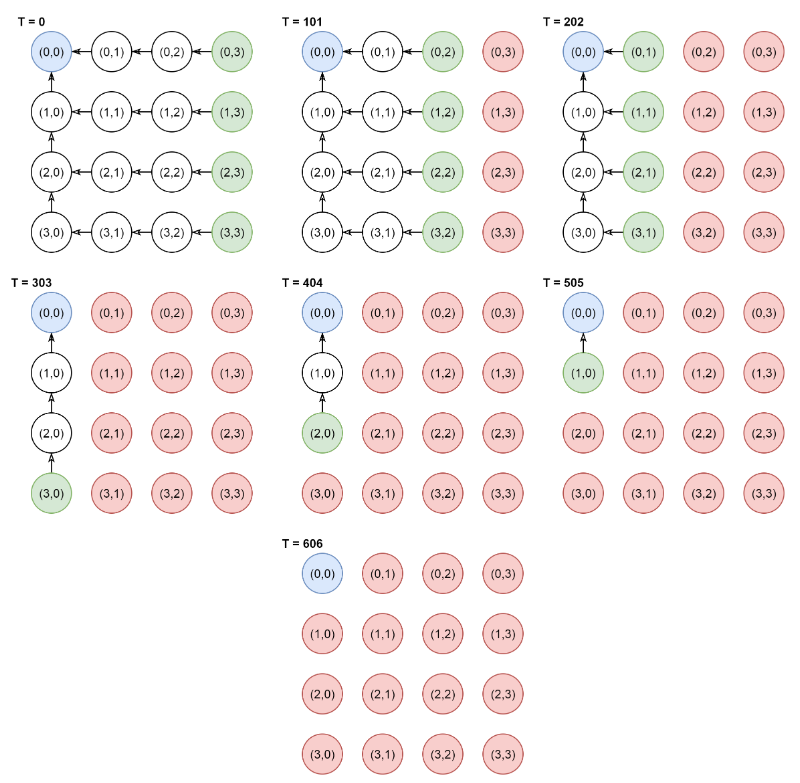 T = 0 T = 101 T = 202
(0,0) (0,1) (0,2) (0,3) (0,0) (0,1) (0,2) (0,3) (0,0) (0,1) (0,2) (0,3)
(1,0) (1,1) (1,2) (1,3) (1,0) (1,1) (1,2) (1,3) (1,0) (1,1) (1,2) (1,3)
(2,0) (2,1) (2,2) (2,3) (2,0) (2,1) (2,2) (2,3) (2,0) (2,1) (2,2) (2,3)
(3,0) (3,1) (3,2) (3,3) (3,0) (3,1) (3,2) (3,3) (3,0) (3,1) (3,2) (3,3)
T = 303 T = 404 T = 505
(0,0) (0,1) (0,2) (0,3) (0,0) (0,1) (0,2) (0,3) (0,0) (0,1) (0,2) (0,3)
(1,0) (1,1) (1,2) (1,3) (1,0) (1,1) (1,2) (1,3) (1,0) (1,1) (1,2) (1,3)
(2,0) (2,1) (2,2) (2,3) (2,0) (2,1) (2,2) (2,3) (2,0) (2,1) (2,2) (2,3)
(3,0) (3,1) (3,2) (3,3) (3,0) (3,1) (3,2) (3,3) (3,0) (3,1) (3,2) (3,3)
T = 606
(0,0) (0,1) (0,2) (0,3)
(1,0) (1,1) (1,2) (1,3)
(2,0) (2,1) (2,2) (2,3)
(3,0) (3,1) (3,2) (3,3)